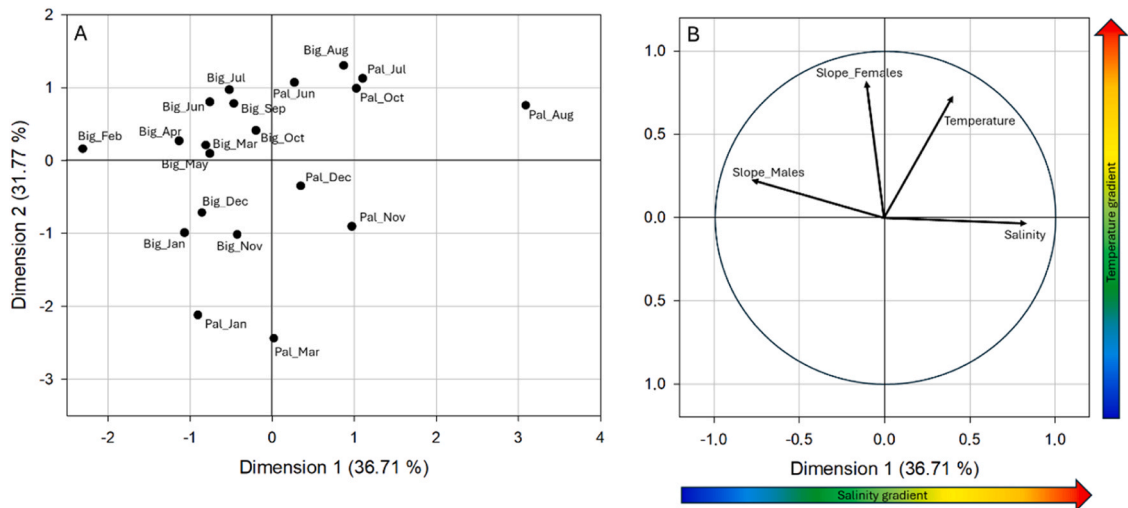 A
2
1
0
-1
-2
-3
Dimension 2 (31.77 %)
Big_Aug
Pal_Jul
Big_Jul
Pal_Jun
Pal_Oct
Big_Jun
Big_Sep
Pal_Aug
Big_Feb
Big_Apr
Big_Mar
Big_Oct
Big_May
Pal_Dec
Big_Dec
Pal_Nov
Big_Jan
Big_Nov
Pal_Jan
Pal_Mar
-2
-1
0
1
2
3
4
Dimension 1 (36.71 %)
B
1.0
0.5
0.0
0.5
1.0
Slope_Females
Temperature
Slope_Males
Salinity
-1.0
-0.5
0.0
0.5
1.0
Dimension 1 (36.71 %)
Salinity gradient
Temperature gradient